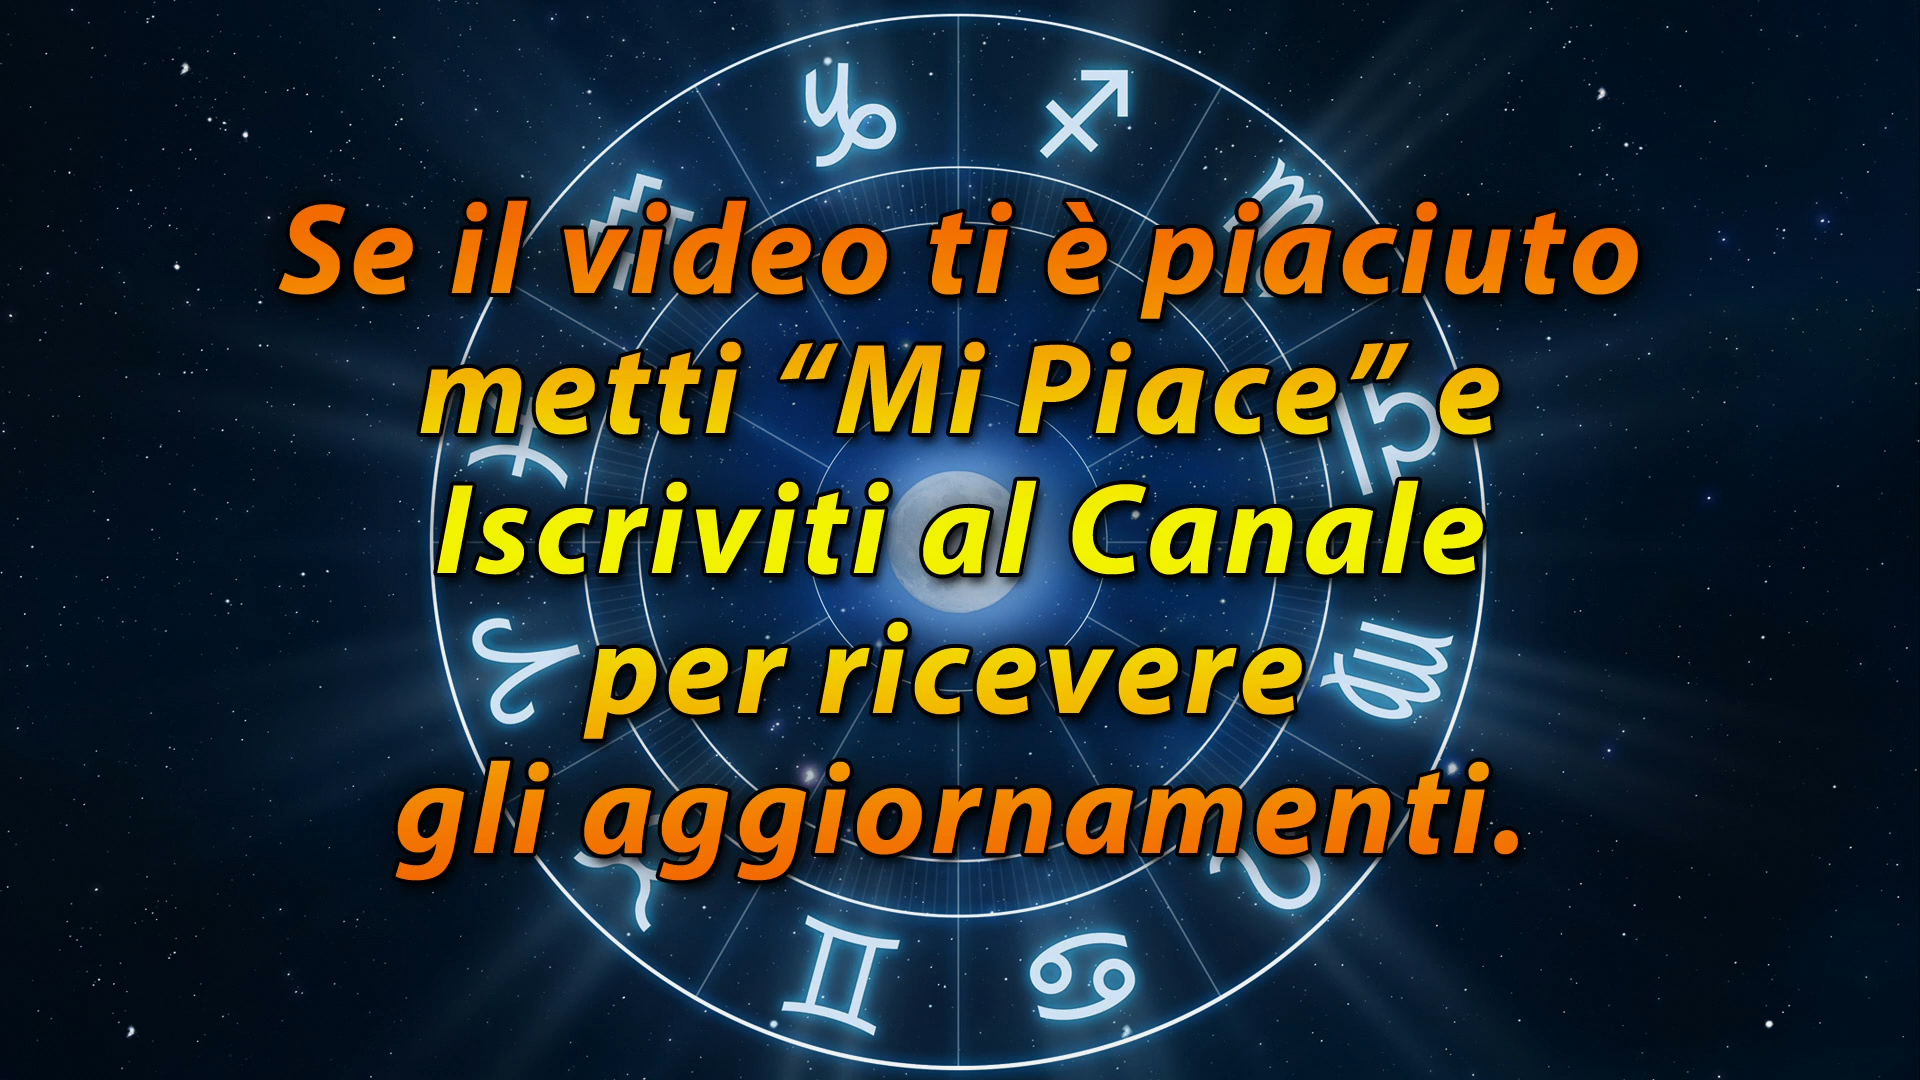 Se il video ti è piaciuto
metti “Mi Piace” e
Iscriviti al Canale
per ricevere
gli aggiornamenti.